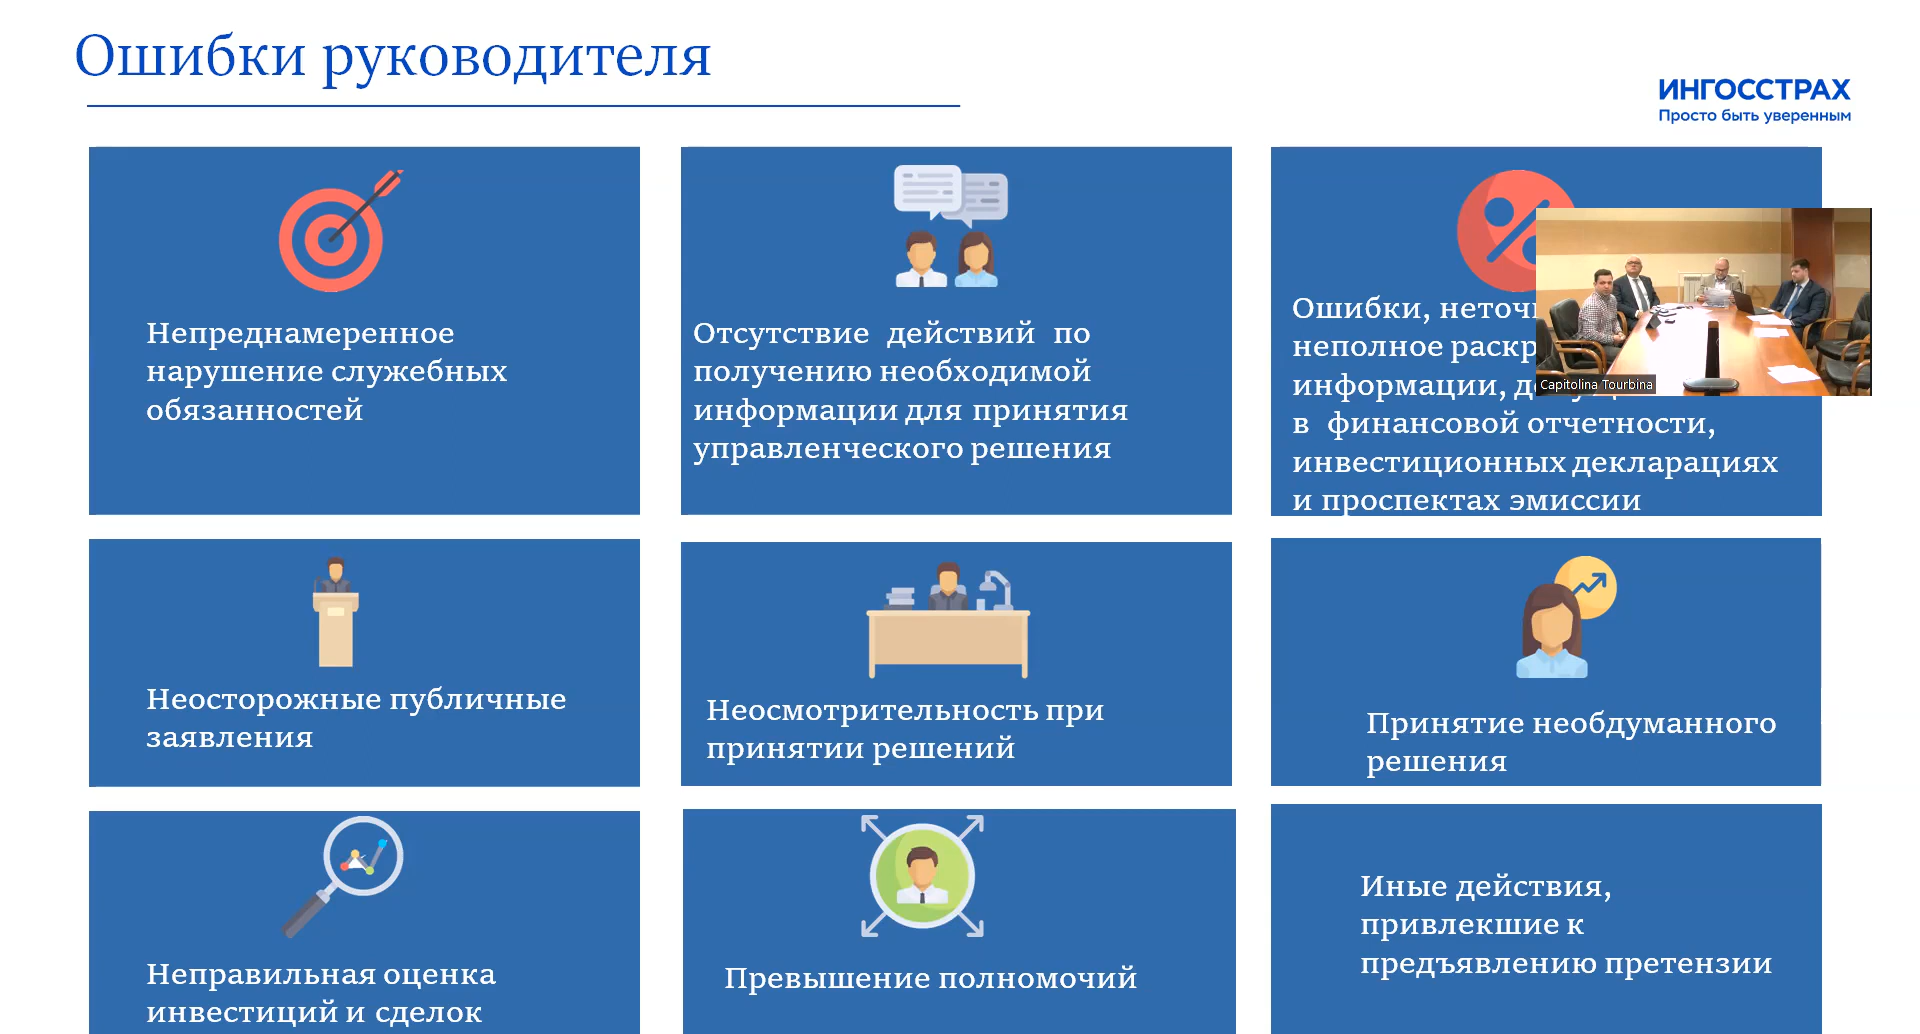 Ошибки руководителя
ИНГОССТРАХ
Просто быть уверенным
Непреднамеренное
нарушение служебных
обязанностей
Отсутствие действий по
получению необходимой
информации для принятия
управленческого решения
Ошибки,
неполное
информации,
в финансовой отчетности,
инвестиционных декларациях
и проспектах эмиссии
Capitolina Tourbina
Неосторожные публичные
заявления
Неосмотрительность при
принятии решений
Принятие необдуманного
решения
Неправильная оценка
инвестиций и сделок
Превышение полномочий
Иные действия,
привлекшие к
предъявлению претензии